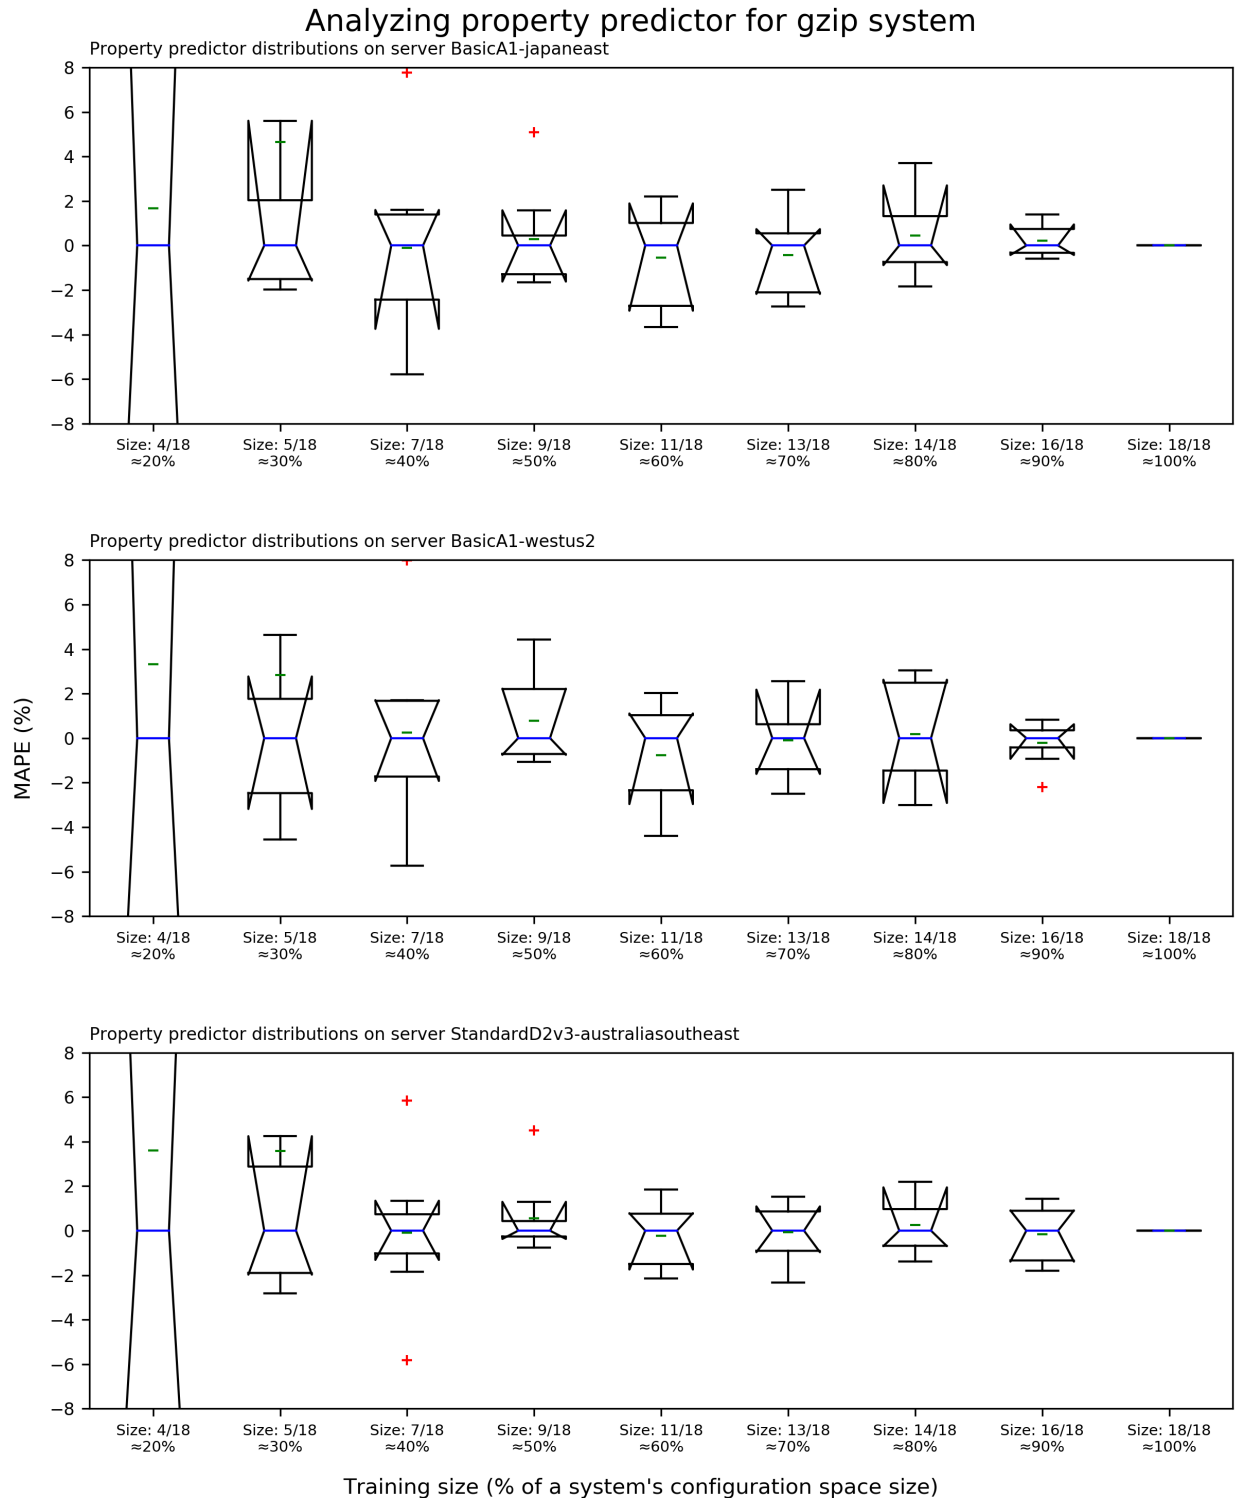 Analyzing property predictor for gzip system
Property predictor distributions on server BasicA1-japaneast
8
6
4
2
0
−2
−4
−6
−8
Size: 4/18 Size: 5/18 Size: 7/18 Size: 9/18 Size: 11/18 Size: 13/18 Size: 14/18 Size: 16/18 Size: 18/18
≈20% ≈30% ≈40% ≈50% ≈60% ≈70% ≈80% ≈90% ≈100%
Property predictor distributions on server BasicA1-westus2
MAPE (%)
8
6
4
2
0
−2
−4
−6
−8
Size: 4/18 Size: 5/18 Size: 7/18 Size: 9/18 Size: 11/18 Size: 13/18 Size: 14/18 Size: 16/18 Size: 18/18
≈20% ≈30% ≈40% ≈50% ≈60% ≈70% ≈80% ≈90% ≈100%
Property predictor distributions on server StandardD2v3-australiasoutheast
8
6
4
2
0
−2
−4
−6
−8
Size: 4/18 Size: 5/18 Size: 7/18 Size: 9/18 Size: 11/18 Size: 13/18 Size: 14/18 Size: 16/18 Size: 18/18
≈20% ≈30% ≈40% ≈50% ≈60% ≈70% ≈80% ≈90% ≈100%
Training size (% of a system's configuration space size)